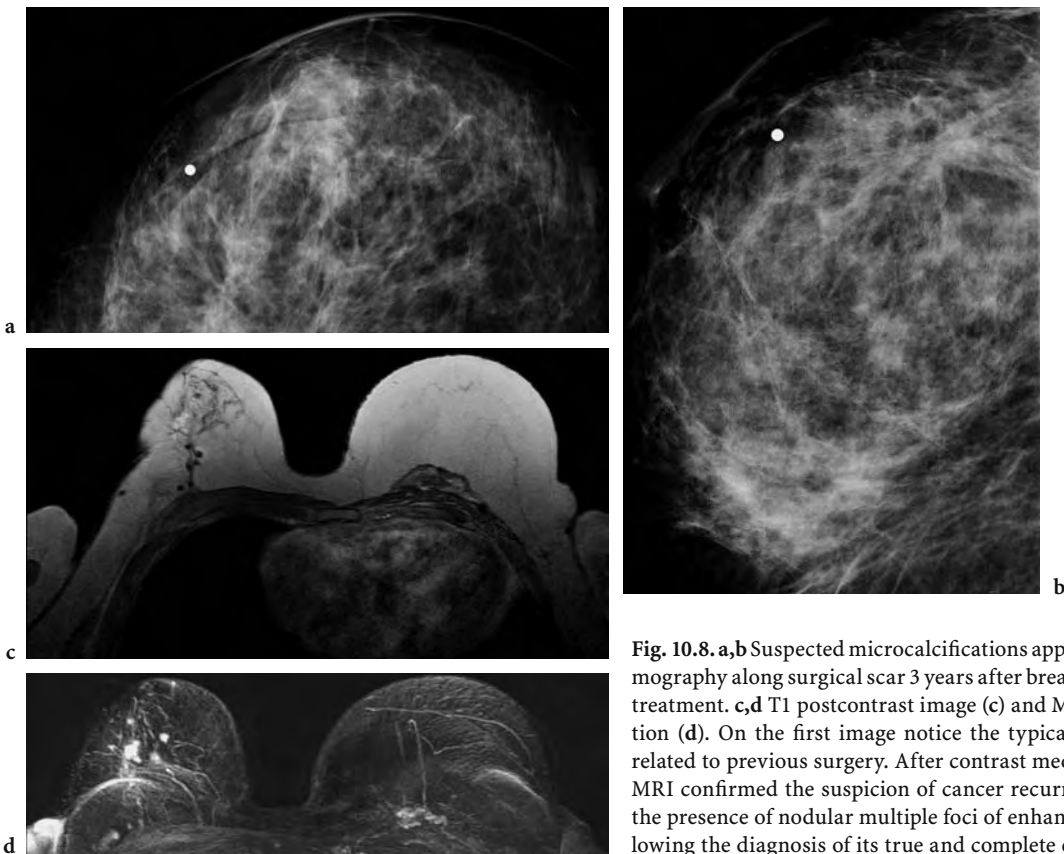 a
b
c
d
Fig. 10.8. a,b Suspected microcalcifications app
mography along surgical scar 3 years after brea
treatment. c,d T1 postcontrast image (c) and M
tion (d). On the first image notice the typical
related to previous surgery. After contrast med
MRI confirmed the suspicion of cancer recurr
the presence of nodular multiple foci of enhan
lowing the diagnosis of its true and complete e